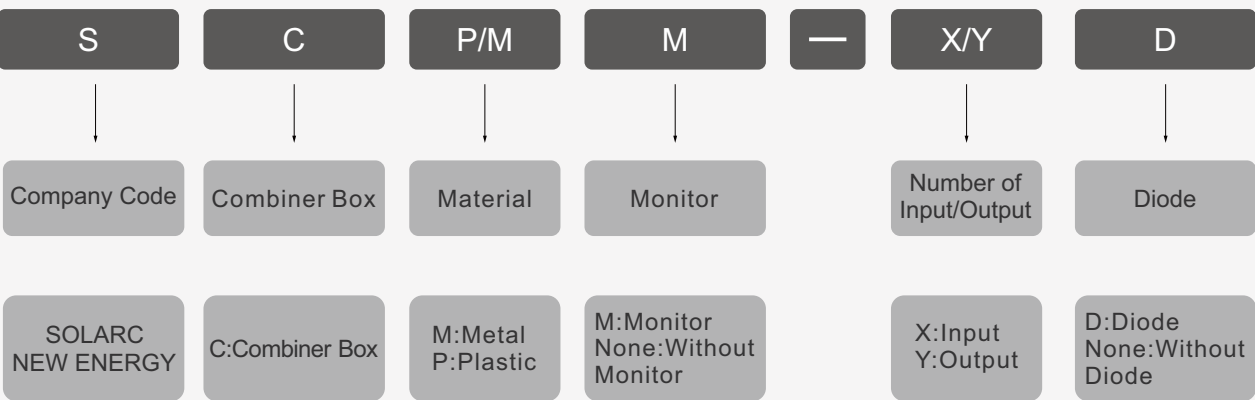 S
C
P/M
M
—
X/Y
D
Company Code
Combiner Box
Material
Monitor
Number of
Input/Output
Diode
SOLARC
NEW ENERGY
C:Combiner Box
M:Metal
P:Plastic
M:Monitor
None:Without
Monitor
X:Input
Y:Output
D:Diode
None:Without
Diode